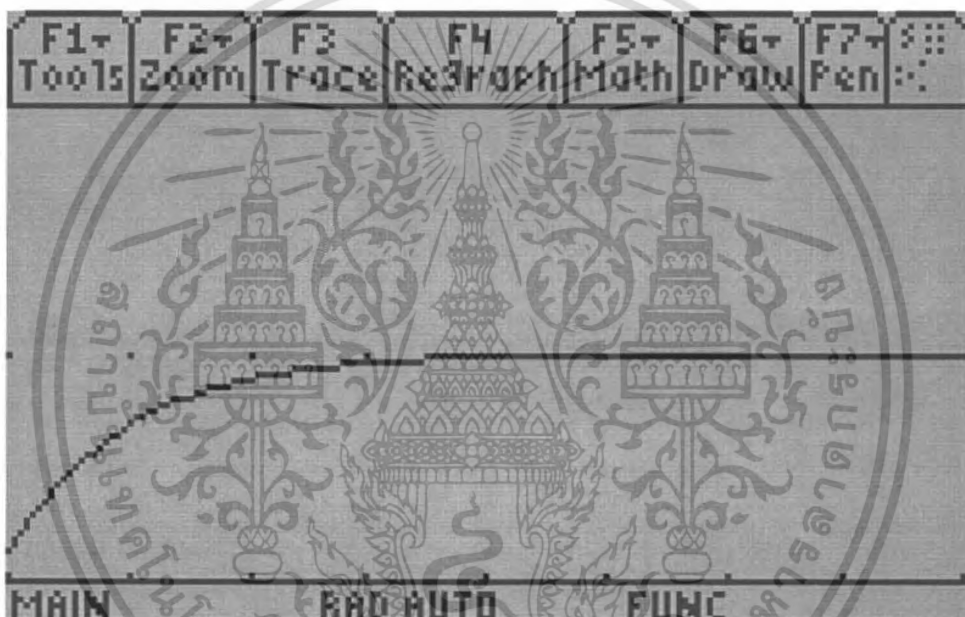 F1 F2 F3 F4 F5 F6 F7
Tools Zoom Trace ReGraph Math Draw Pen
MAIN RAD AUTO FUNC